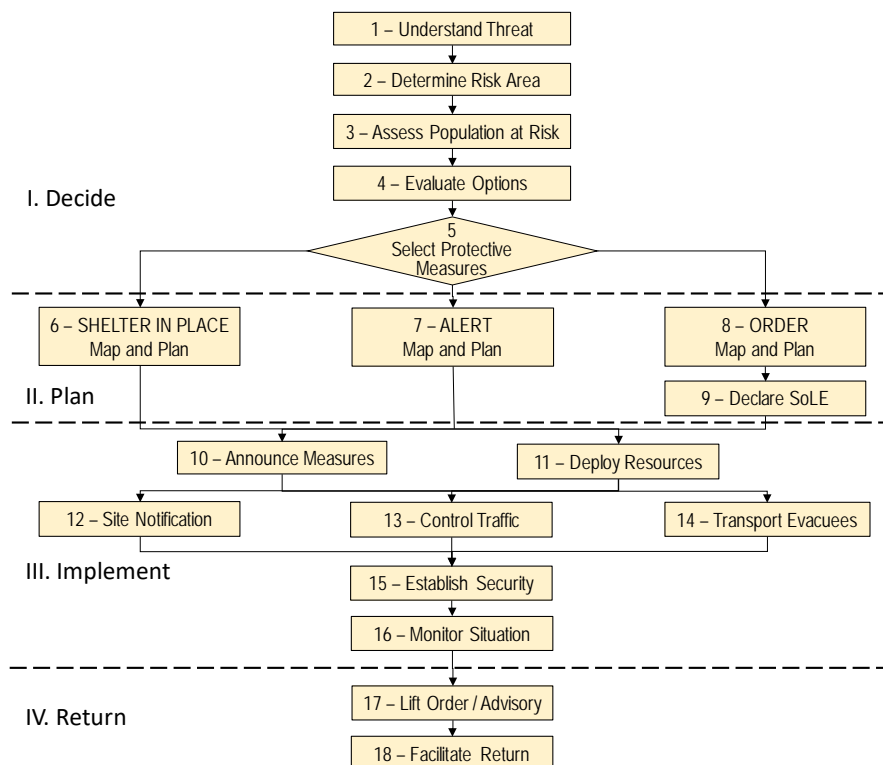 1 – Understand Threat
2 – Determine Risk Area
3 – Assess Population at Risk
4 – Evaluate Options
I. Decide
5
Select Protective
Measures
6 – SHELTER IN PLACE
Map and Plan
7 – ALERT
Map and Plan
8 – ORDER
Map and Plan
II. Plan
9 – Declare SoLE
10 – Announce Measures
11 – Deploy Resources
12 – Site Notification
13 – Control Traffic
14 – Transport Evacuees
III. Implement
15 – Establish Security
16 – Monitor Situation
17 – Lift Order / Advisory
IV. Return
18 – Facilitate Return